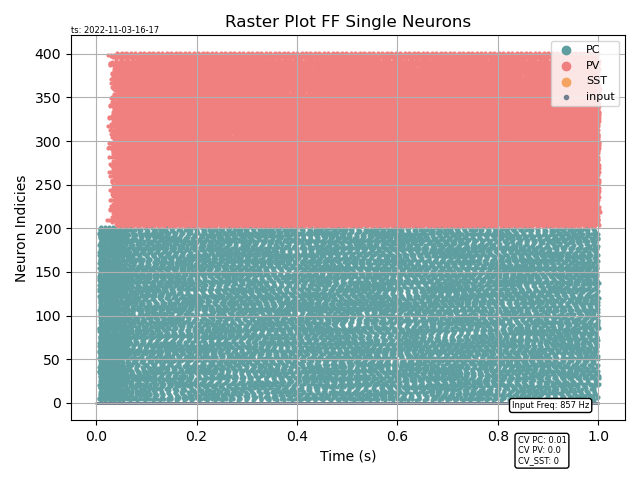 Raster Plot FF Single Neurons
ts: 2022-11-03-16-17
PC
PV
SST
input
400
350
300
250
200
150
100
50
0
Neuron Indicies
Input Freq: 857 Hz
0.0 0.2 0.4 0.6 0.8 1.0
Time (s)
CV PC: 0.01
CV PV: 0.0
CV_SST: 0